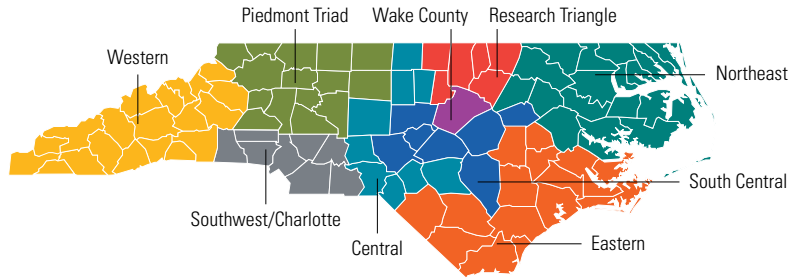 Piedmont Triad
Wake County
Research Triangle
Western
Northeast
South Central
Southwest/Charlotte
Central
Eastern